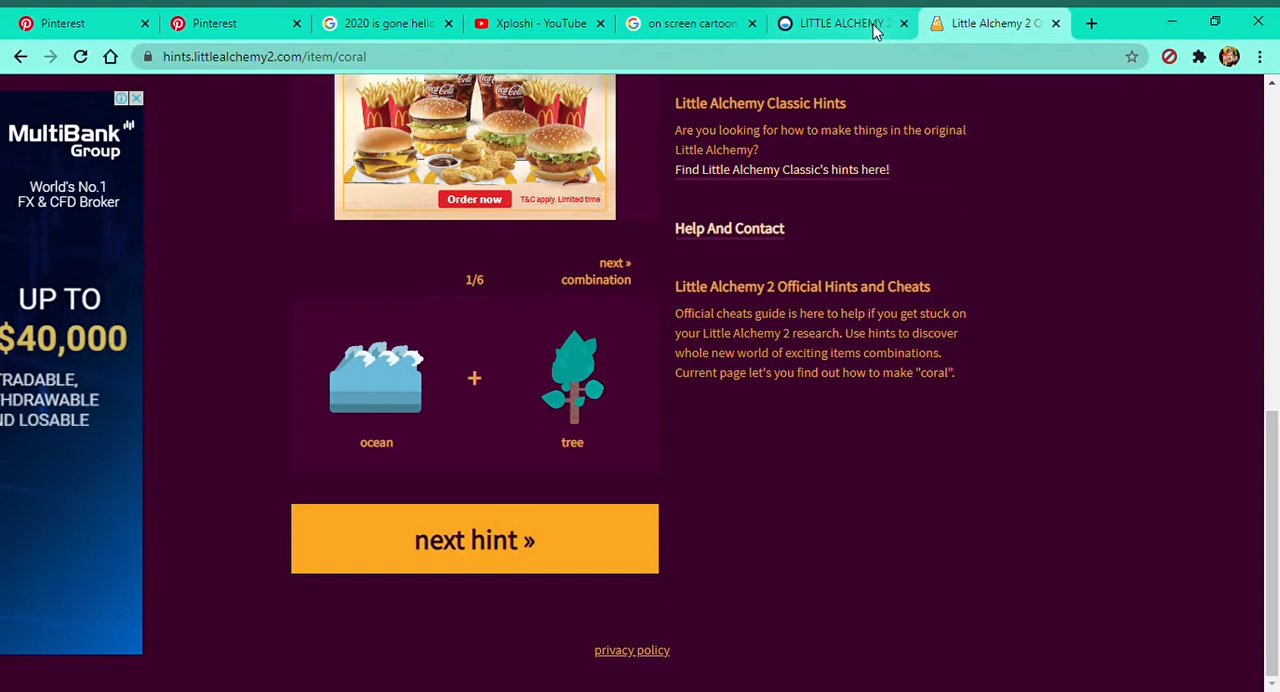 Pinterest
Pinterest
2020 is gone hello
Xploshi - YouTube
on screen cartoon
LITTLE ALCHEMY 2
Little Alchemy 2 O
hints.littlealchemy2.com/item/coral
MultiBank
Group
World's No.1
FX & CFD Broker
UP TO
$40,000
TRADABLE,
THDRAWABLE
ND LOSABLE
Coca-Cola
Order now
T&C apply. Limited time
1/6
next »
combination
+
ocean
tree
next hint »
Little Alchemy Classic Hints
Are you looking for how to make things in the original
Little Alchemy?
Find Little Alchemy Classic's hints here!
Help And Contact
Little Alchemy 2 Official Hints and Cheats
Official cheats guide is here to help if you get stuck on
your Little Alchemy 2 research. Use hints to discover
whole new world of exciting items combinations.
Current page let's you find out how to make "coral".
privacy policy